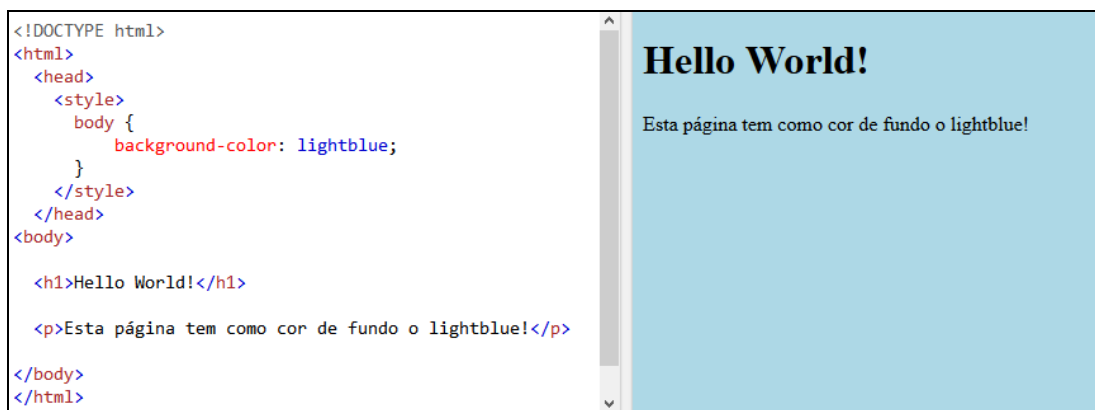 <!DOCTYPE html>
<html>
<head>
<style>
body {
background-color: lightblue;
}
</style>
</head>
<body>
<h1>Hello World!</h1>
<p>Esta página tem como cor de fundo o lightblue!</p>
</body>
</html>
Hello World!
Esta página tem como cor de fundo o lightblue!